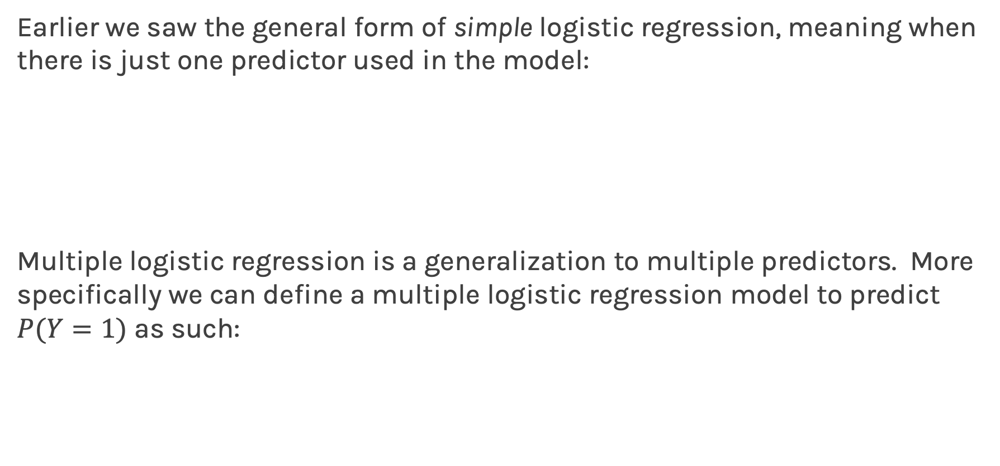 Earlier we saw the general form of simple logistic regression, meaning when
there is just one predictor used in the model:
Multiple logistic regression is a generalization to multiple predictors.  More
specifically we can define a multiple logistic regression model to predict
P(Y = 1) as such: